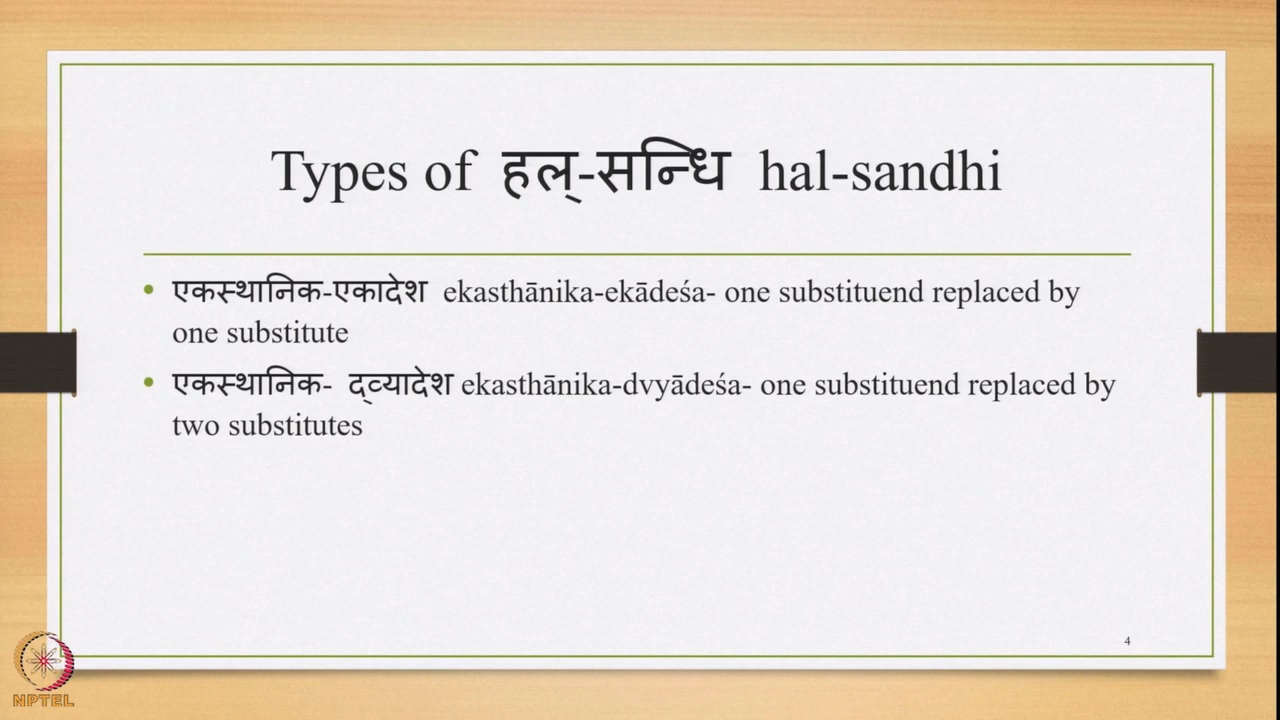 Types of हल्-सन्धि hal-sandhi
• एकस्थानिक-एकादेश ekasthānika-ekādeśa- one substituend replaced by
one substitute
• एकस्थानिक- द्व्यादेश ekasthānika-dvyādeśa- one substituend replaced by
two substitutes
4
NPTEL